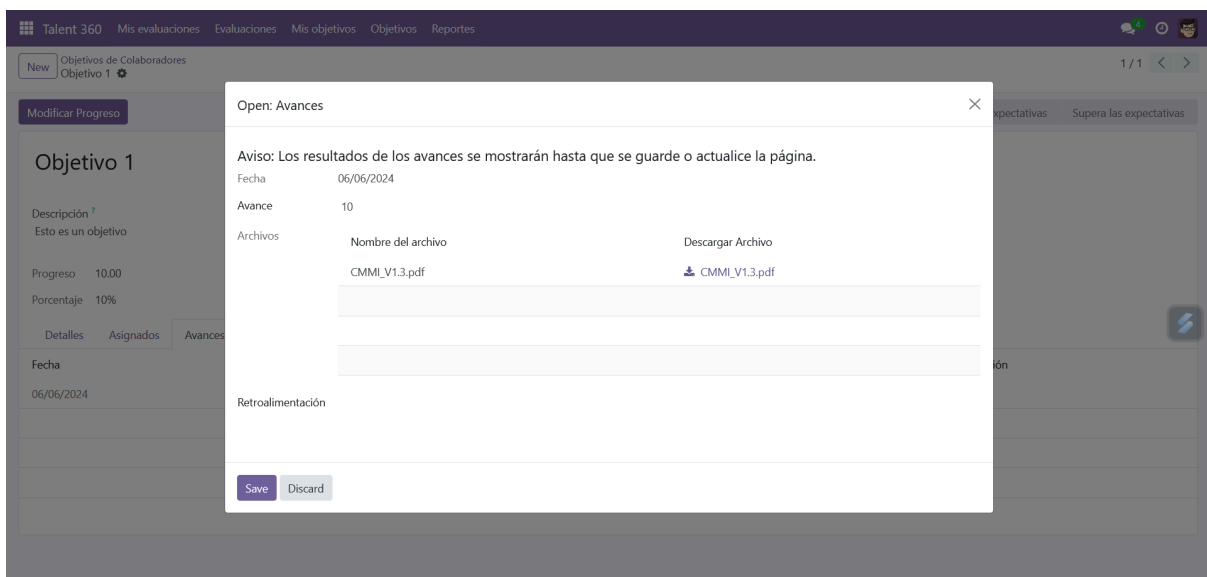 Talent 360 Mis evaluaciones Evaluaciones Mis objetivos Objetivos Reportes 4
New Objetivos de Colaboradores 1 / 1
Objetivo 1
Modificar Progreso xpectativas Supera las expectativas
Open: Avances
Aviso: Los resultados de los avances se mostrarán hasta que se guarde o actualice la página.
Objetivo 1
Fecha 06/06/2024
Avance 10
Descripción ?
Esto es un objetivo
Archivos Nombre del archivo Descargar Archivo
CMMI_V1.3.pdf CMMI_V1.3.pdf
Progreso 10.00
Porcentaje 10%
Detalles Asignados Avances
Fecha ión
06/06/2024
Retroalimentación
Save Discard